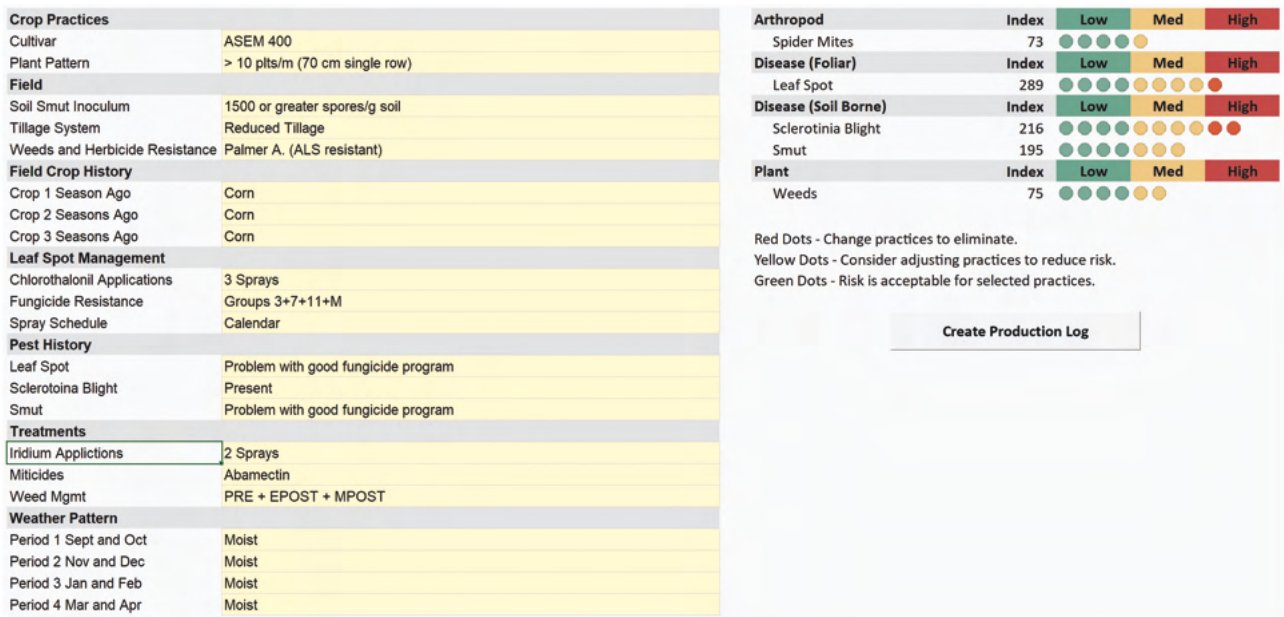 Crop Practices
Cultivar ASEM 400
Plant Pattern > 10 plts/m (70 cm single row)
Field
Soil Smut Inoculum 1500 or greater spores/g soil
Tillage System Reduced Tillage
Weeds and Herbicide Resistance Palmer A. (ALS resistant)
Field Crop History
Crop 1 Season Ago Corn
Crop 2 Seasons Ago Corn
Crop 3 Seasons Ago Corn
Leaf Spot Management
Chlorothalonil Applications 3 Sprays
Fungicide Resistance Groups 3+7+11+M
Spray Schedule Calendar
Pest History
Leaf Spot Problem with good fungicide program
Sclerotoina Blight Present
Smut Problem with good fungicide program
Treatments
Iridium Applictions 2 Sprays
Miticides Abamectin
Weed Mgmt PRE + EPOST + MPOST
Weather Pattern
Period 1 Sept and Oct Moist
Period 2 Nov and Dec Moist
Period 3 Jan and Feb Moist
Period 4 Mar and Apr Moist
Arthropod Index Low Med High
Spider Mites 73
Disease (Foliar) Index Low Med High
Leaf Spot 289
Disease (Soil Borne) Index Low Med High
Sclerotinia Blight 216
Smut 195
Plant Index Low Med High
Weeds 75
Red Dots - Change practices to eliminate.
Yellow Dots - Consider adjusting practices to reduce risk.
Green Dots - Risk is acceptable for selected practices.
Create Production Log